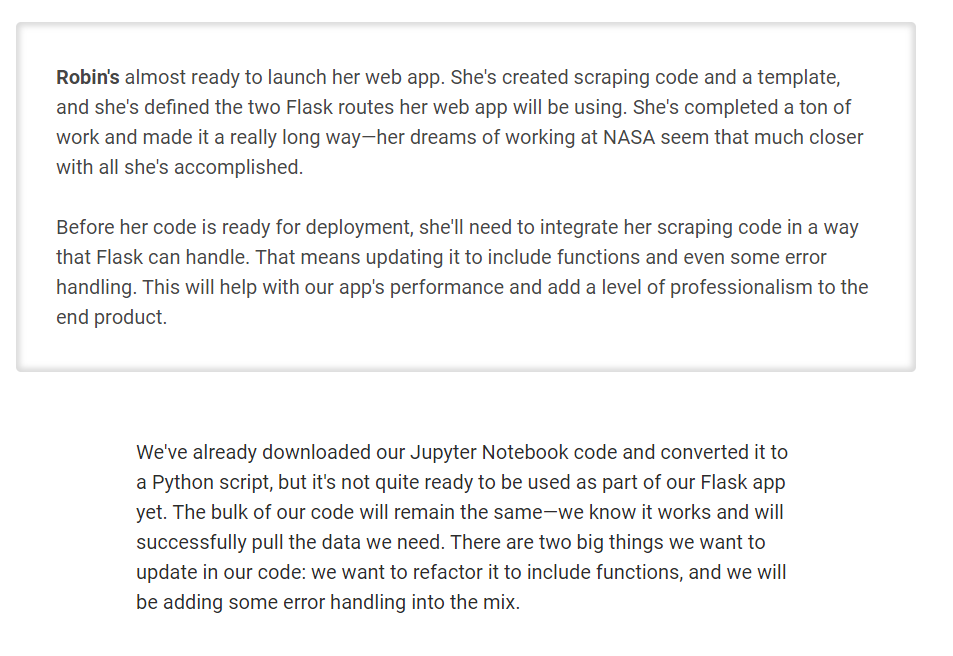 Robin's almost ready to launch her web app. She's created scraping code and a template,
and she's defined the two Flask routes her web app will be using. She's completed a ton of
work and made it a really long way—her dreams of working at NASA seem that much closer
with all she's accomplished.
Before her code is ready for deployment, she'll need to integrate her scraping code in a way
that Flask can handle. That means updating it to include functions and even some error
handling. This will help with our app's performance and add a level of professionalism to the
end product.
We've already downloaded our Jupyter Notebook code and converted it to
a Python script, but it's not quite ready to be used as part of our Flask app
yet. The bulk of our code will remain the same—we know it works and will
successfully pull the data we need. There are two big things we want to
update in our code: we want to refactor it to include functions, and we will
be adding some error handling into the mix.